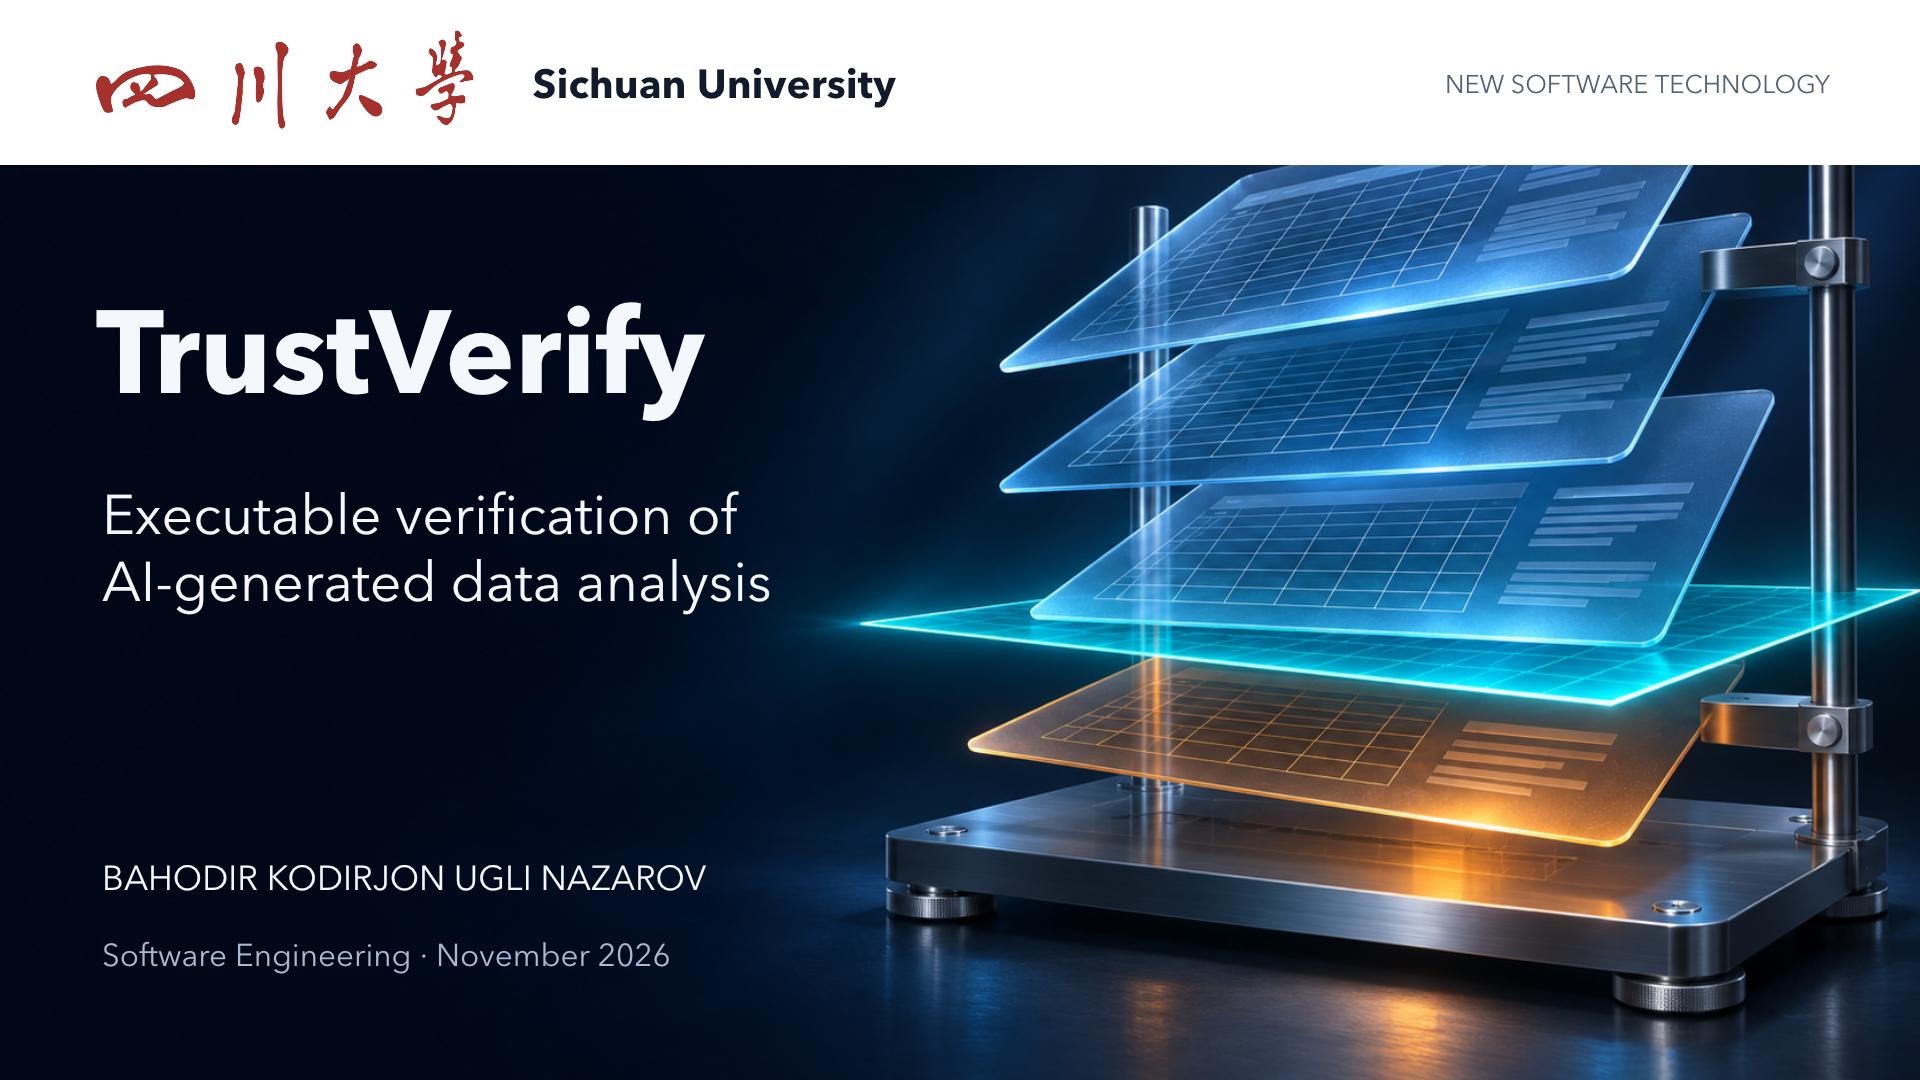 四川大學
Sichuan University
NEW SOFTWARE TECHNOLOGY
TrustVerify
Executable verification of
AI-generated data analysis
BAHODIR KODIRJON UGLI NAZAROV
Software Engineering · November 2026